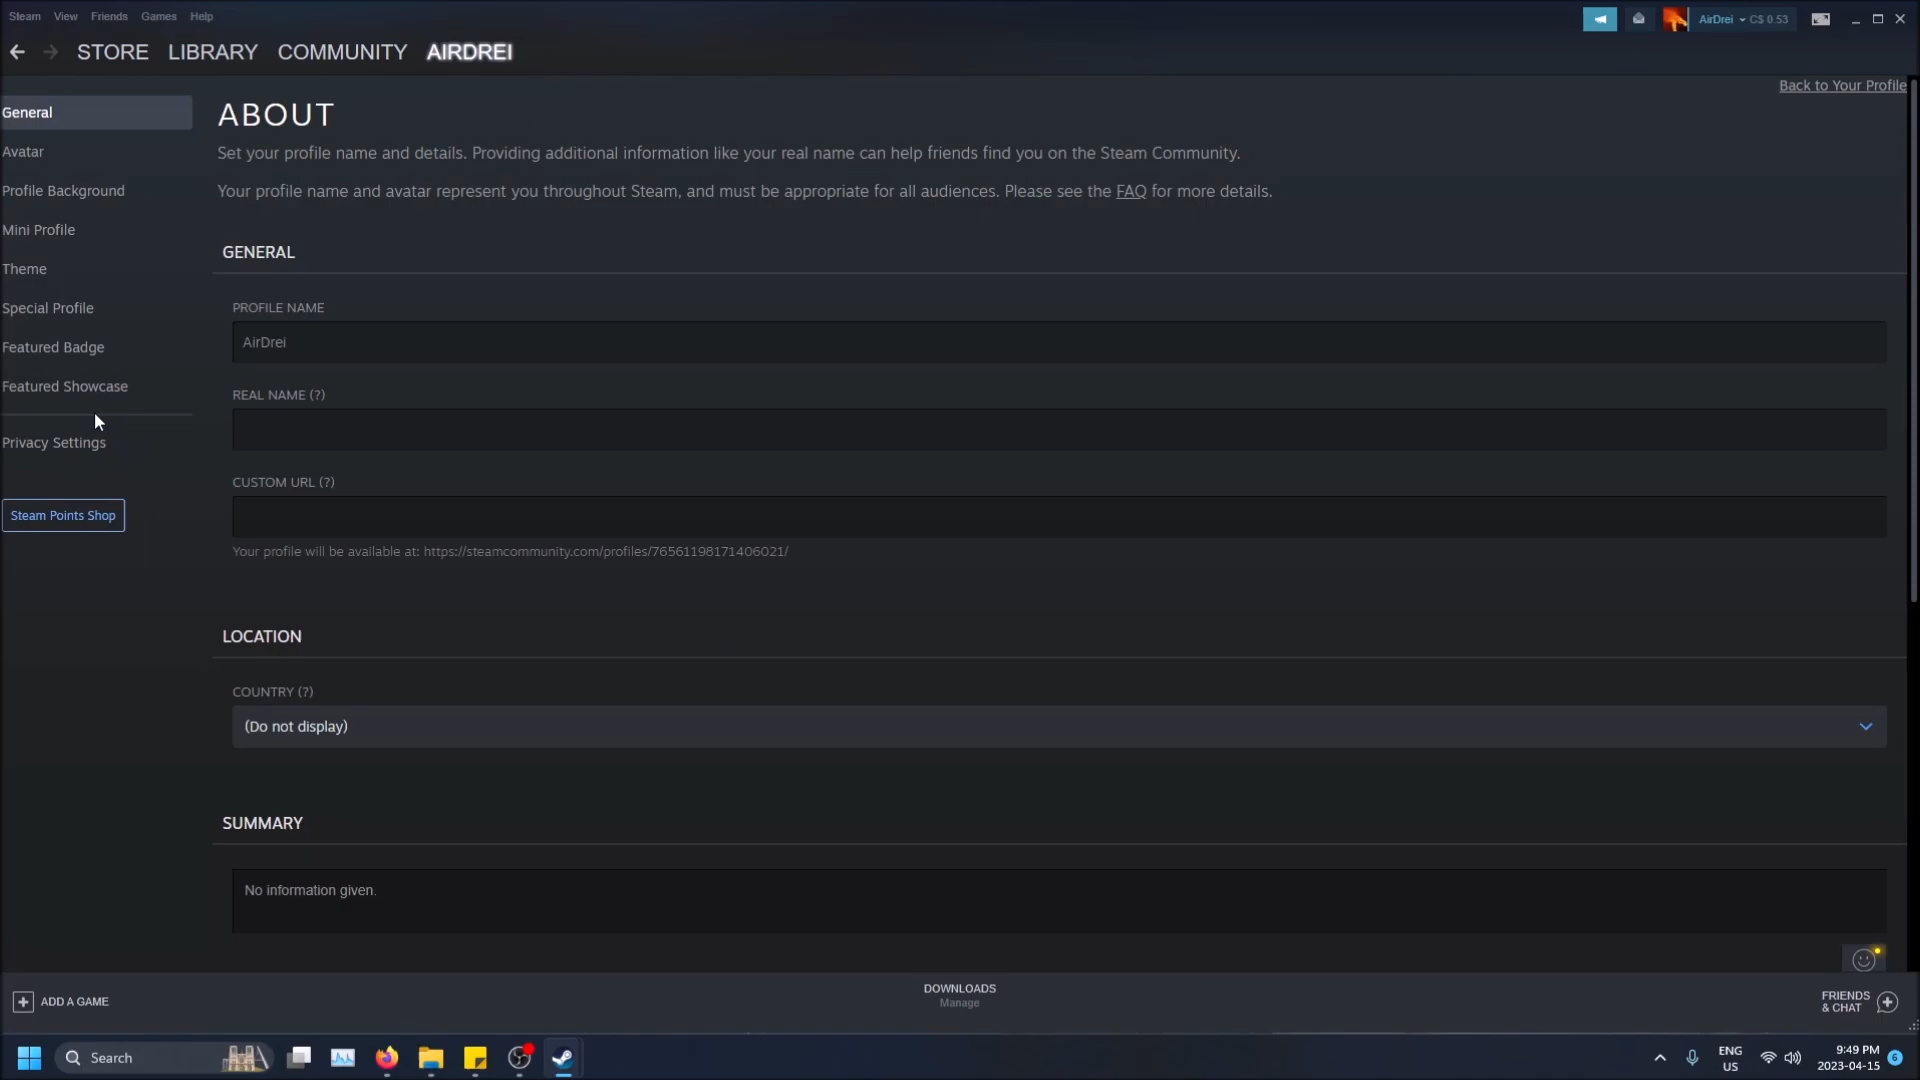 Steam View Friends Games Help
AirDrei C$ 0.53
STORE LIBRARY COMMUNITY AIRDREI
Back to Your Profile
General
Avatar
Profile Background
Mini Profile
Theme
Special Profile
Featured Badge
Featured Showcase
Privacy Settings
Steam Points Shop
ABOUT
Set your profile name and details. Providing additional information like your real name can help friends find you on the Steam Community.
Your profile name and avatar represent you throughout Steam, and must be appropriate for all audiences. Please see the FAQ for more details.
GENERAL
PROFILE NAME
AirDrei
REAL NAME (?)
CUSTOM URL (?)
Your profile will be available at: https://steamcommunity.com/profiles/76561198171406021/
LOCATION
COUNTRY (?)
(Do not display)
SUMMARY
No information given.
ADD A GAME
DOWNLOADS
Manage
FRIENDS
& CHAT
Search
ENG
US
9:49 PM
2023-04-15
6